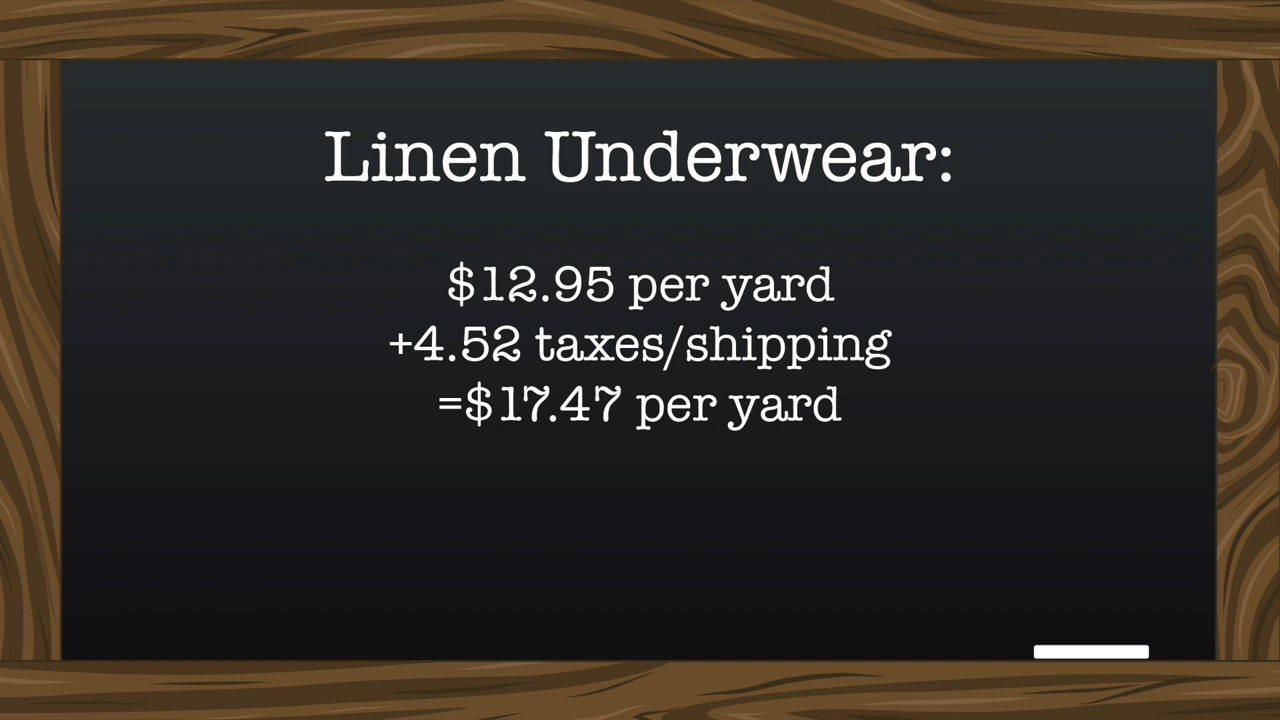 Linen Underwear:
$12.95 per yard
+4.52 taxes/shipping
=$17.47 per yard